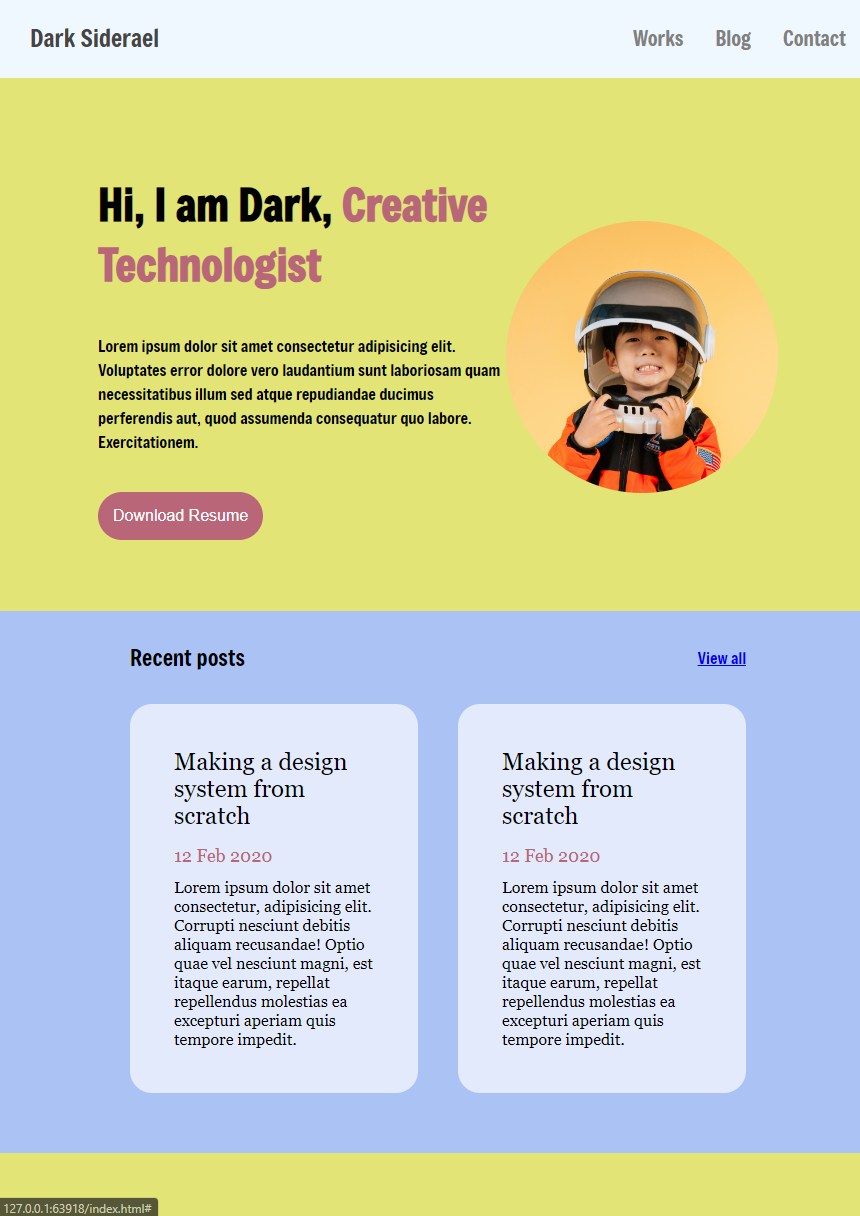 Dark Siderael
Works Blog Contact
Hi, I am Dark, Creative
Technologist
Lorem ipsum dolor sit amet consectetur adipisicing elit.
Voluptates error dolore vero laudantium sunt laboriosam quam
necessitatibus illum sed atque repudiandae ducimus
perferendis aut, quod assumenda consequatur quo labore.
Exercitationem.
Download Resume
Recent posts
View all
Making a design
system from
scratch
12 Feb 2020
Lorem ipsum dolor sit amet
consectetur, adipisicing elit.
Corrupti nesciunt debitis
aliquam recusandae! Optio
quae vel nesciunt magni, est
itaque earum, repellat
repellendus molestias ea
excepturi aperiam quis
tempore impedit.
Making a design
system from
scratch
12 Feb 2020
Lorem ipsum dolor sit amet
consectetur, adipisicing elit.
Corrupti nesciunt debitis
aliquam recusandae! Optio
quae vel nesciunt magni, est
itaque earum, repellat
repellendus molestias ea
excepturi aperiam quis
tempore impedit.
127.0.0.1:63918/index.html#